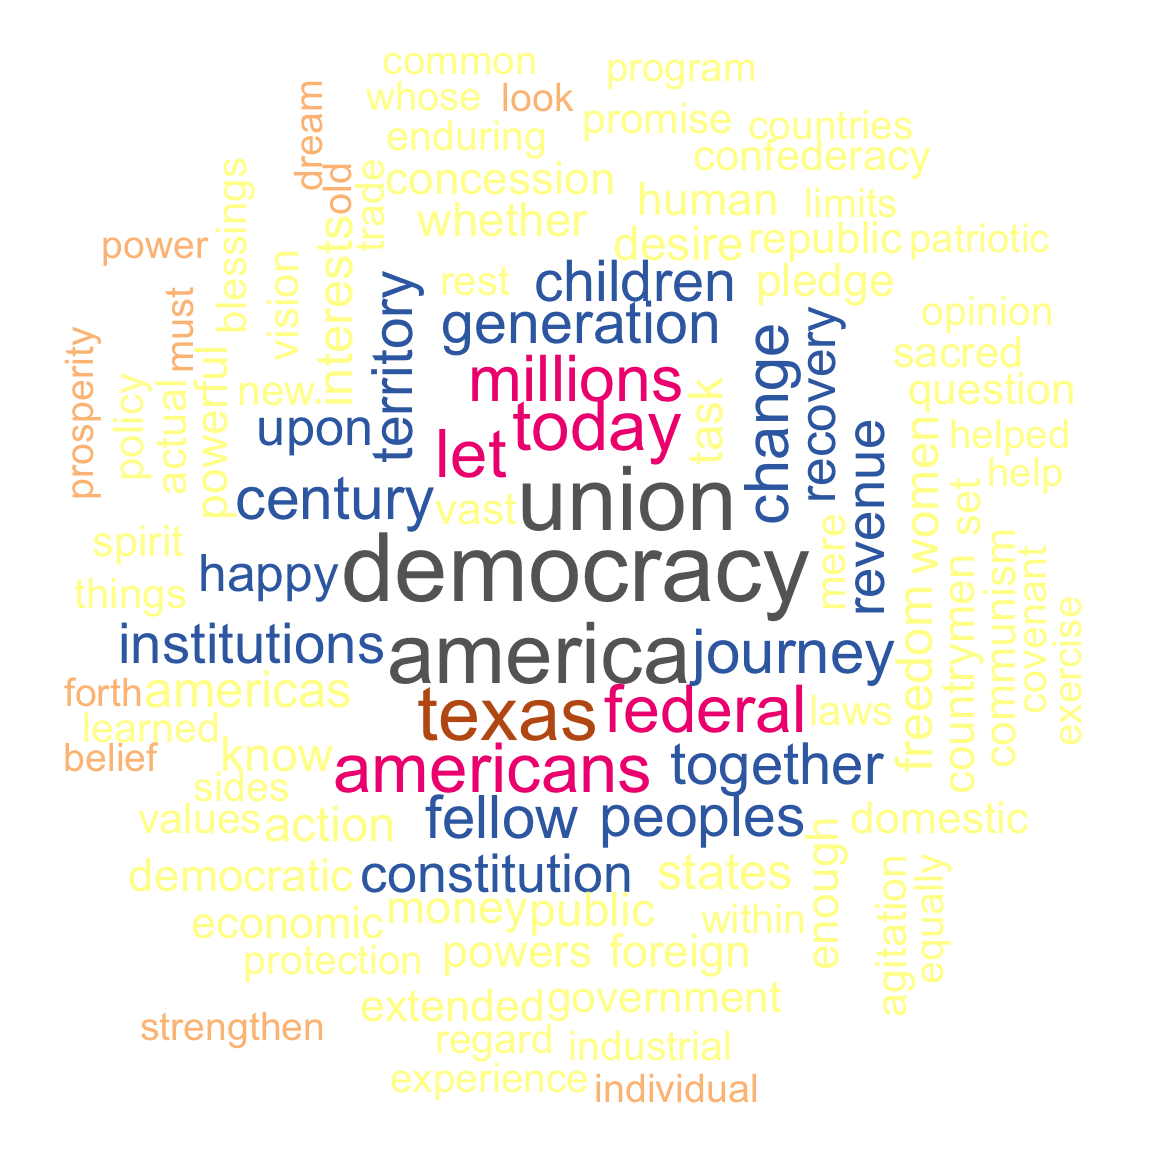 common
program
whose
look
dream
enduring
promise
countries
confederacy
old
trade
concession
blessings
human
limits
whether
power
interests
desire
republic
patriotic
vision
rest
children
pledge
territory
must
opinion
generation
change
recovery
prosperity
sacred
policy
actual
powerful
new
millions
task
question
upon
today
let
revenue
women
helped
help
century
vast
union
set
spirit
happy
democracy
mere
things
freedom
countrymen
communism
covenant
exercise
institutions
america
journey
forth
americas
texas
federal
laws
learned
belief
know
americans
together
sides
values
action
fellow
peoples
enough
domestic
democratic
constitution
states
agitation
equally
economic
money
public
within
protection
powers
foreign
extended
government
strengthen
regard
industrial
experience
individual